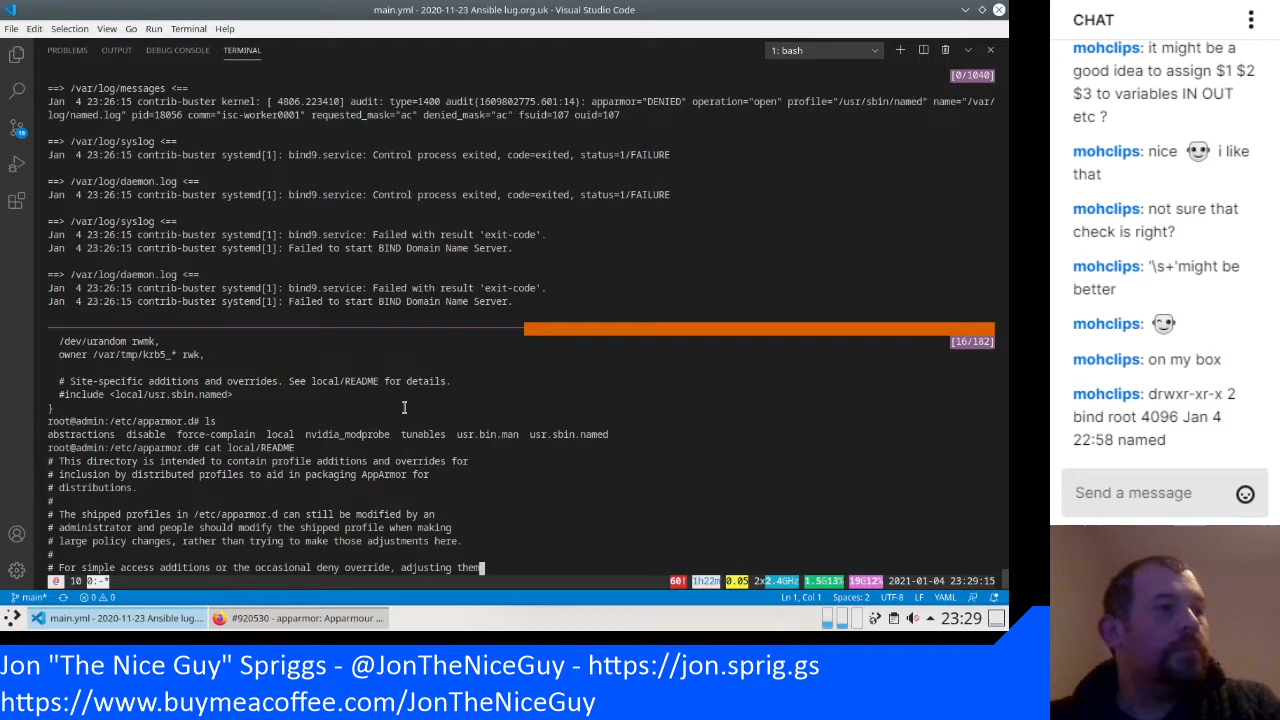 main.yml - 2020-11-23 Ansible lug.org.uk - Visual Studio Code
File Edit Selection View Go Run Terminal Help
PROBLEMS OUTPUT DEBUG CONSOLE TERMINAL
1: bash
[0/1040]
==> /var/log/messages <==
Jan  4 23:26:15 contrib-buster kernel: [ 4806.223410] audit: type=1400 audit(1609802775.601:14): apparmor="DENIED" operation="open" profile="/usr/sbin/named" name="/var/
log/named.log" pid=18056 comm="isc-worker0001" requested_mask="ac" denied_mask="ac" fsuid=107 ouid=107
==> /var/log/syslog <==
Jan  4 23:26:15 contrib-buster systemd[1]: bind9.service: Control process exited, code=exited, status=1/FAILURE
==> /var/log/daemon.log <==
Jan  4 23:26:15 contrib-buster systemd[1]: bind9.service: Control process exited, code=exited, status=1/FAILURE
==> /var/log/syslog <==
Jan  4 23:26:15 contrib-buster systemd[1]: bind9.service: Failed with result 'exit-code'.
Jan  4 23:26:15 contrib-buster systemd[1]: Failed to start BIND Domain Name Server.
==> /var/log/daemon.log <==
Jan  4 23:26:15 contrib-buster systemd[1]: bind9.service: Failed with result 'exit-code'.
Jan  4 23:26:15 contrib-buster systemd[1]: Failed to start BIND Domain Name Server.
/dev/urandom rwmk,
[16/182]
owner /var/tmp/krb5_* rwk,
# Site-specific additions and overrides. See local/README for details.
#include <local/usr.sbin.named>
}
root@admin:/etc/apparmor.d# ls
abstractions  disable  force-complain  local  nvidia_modprobe  tunables  usr.bin.man  usr.sbin.named
root@admin:/etc/apparmor.d# cat local/README
# This directory is intended to contain profile additions and overrides for
# inclusion by distributed profiles to aid in packaging AppArmor for
# distributions.
#
# The shipped profiles in /etc/apparmor.d can still be modified by an
# administrator and people should modify the shipped profile when making
# large policy changes, rather than trying to make those adjustments here.
#
# For simple access additions or the occasional deny override, adjusting them
@ 10 0:-* 60! 1h22m 0.05 2x2.4GHz 1.5G13% 19G12% 2021-01-04 23:29:15
main* 0 0 Ln 1, Col 1 Spaces: 2 UTF-8 LF YAML
main.yml - 2020-11-23 Ansible lug.... #920530 - apparmor: Apparmour ... 23:29
CHAT
mohclips: it might be a
good idea to assign $1 $2
$3 to variables IN OUT
etc ?
mohclips: nice i like
that
mohclips: not sure that
check is right?
mohclips: '\s+'might be
better
mohclips:
mohclips: on my box
mohclips: drwxr-xr-x 2
bind root 4096 Jan 4
22:58 named
Send a message
Jon "The Nice Guy" Spriggs - @JonTheNiceGuy - https://jon.sprig.gs
https://www.buymeacoffee.com/JonTheNiceGuy